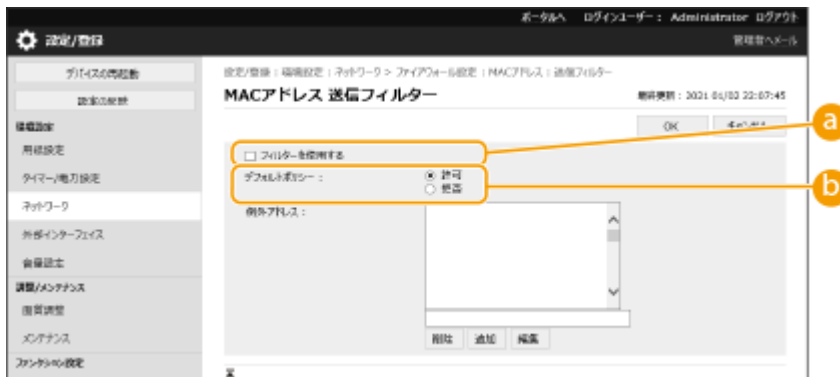 ポータルへ ログインユーザー： Administrator ログアウト
設定/登録
管理者へメール
デバイスの再起動
設定の反映
環境設定
用紙設定
タイマー/電力設定
ネットワーク
外部インターフェイス
音量設定
調整/メンテナンス
画質調整
メンテナンス
ファンクション設定
設定/登録：環境設定：ネットワーク > ファイアウォール設定：MACアドレス：送信フィルター
MACアドレス 送信フィルター
最終更新：2021 01/02 22:07:45
OK
キャンセル
フィルターを使用する
a
デフォルトポリシー：
許可
拒否
b
例外アドレス：
削除 追加 編集